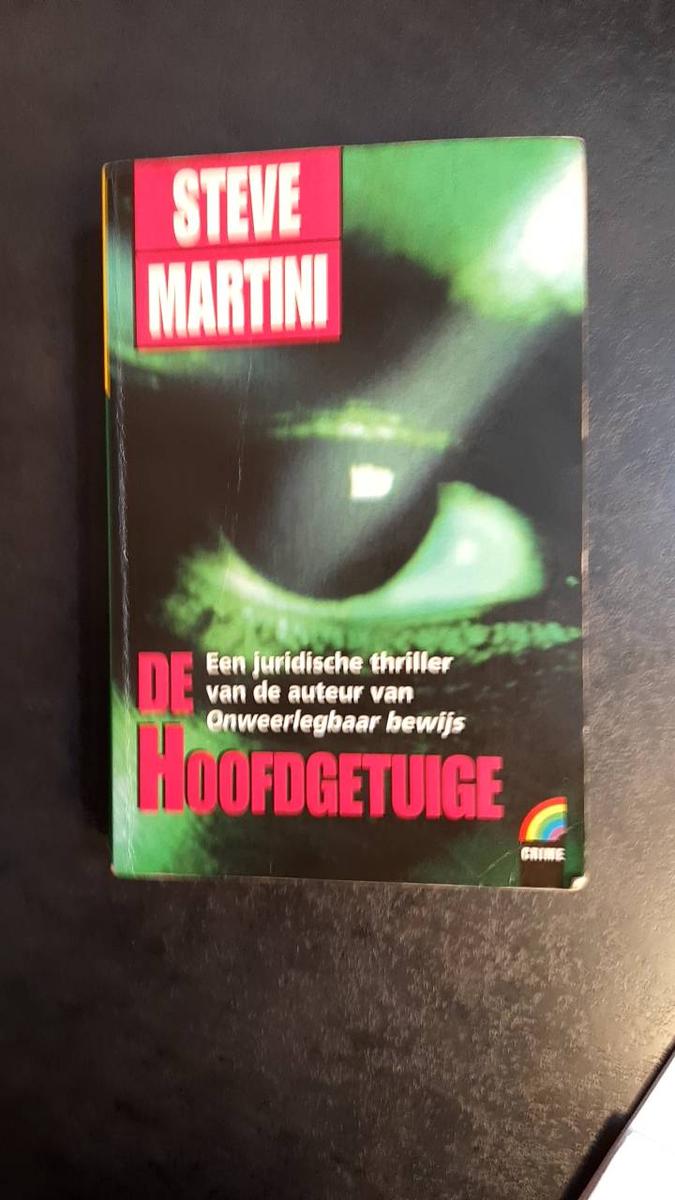 STEVE
MARTINI
DE
Een juridische thriller
van de auteur van
Onweerlegbaar bewijs
HOOFDGETUIGE
CRIME